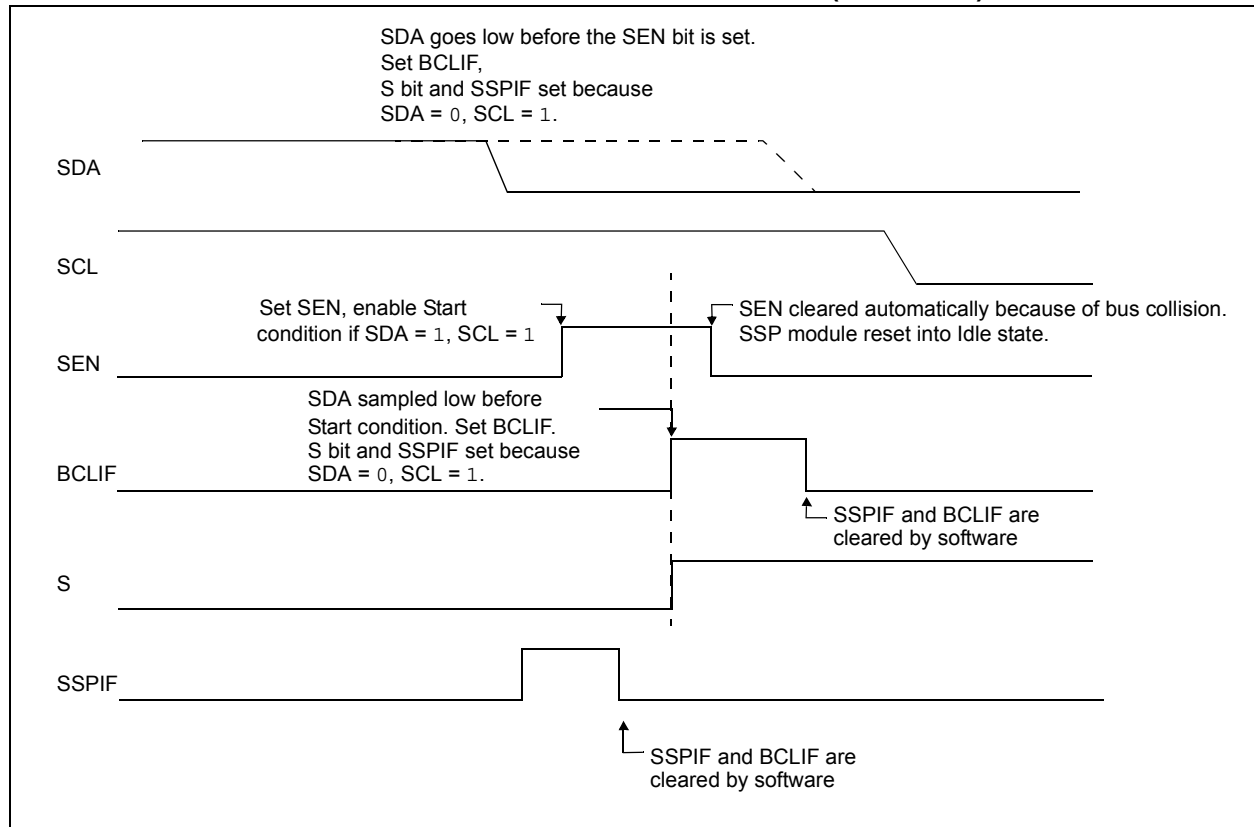 SDA goes low before the SEN bit is set.
Set BCLIF,
S bit and SSPIF set because
SDA = 0, SCL = 1.
SDA
SCL
Set SEN, enable Start
condition if SDA = 1, SCL = 1
SEN cleared automatically because of bus collision.
SSP module reset into Idle state.
SEN
SDA sampled low before
Start condition. Set BCLIF.
S bit and SSPIF set because
SDA = 0, SCL = 1.
BCLIF
SSPIF and BCLIF are
cleared by software
S
SSPIF
SSPIF and BCLIF are
cleared by software